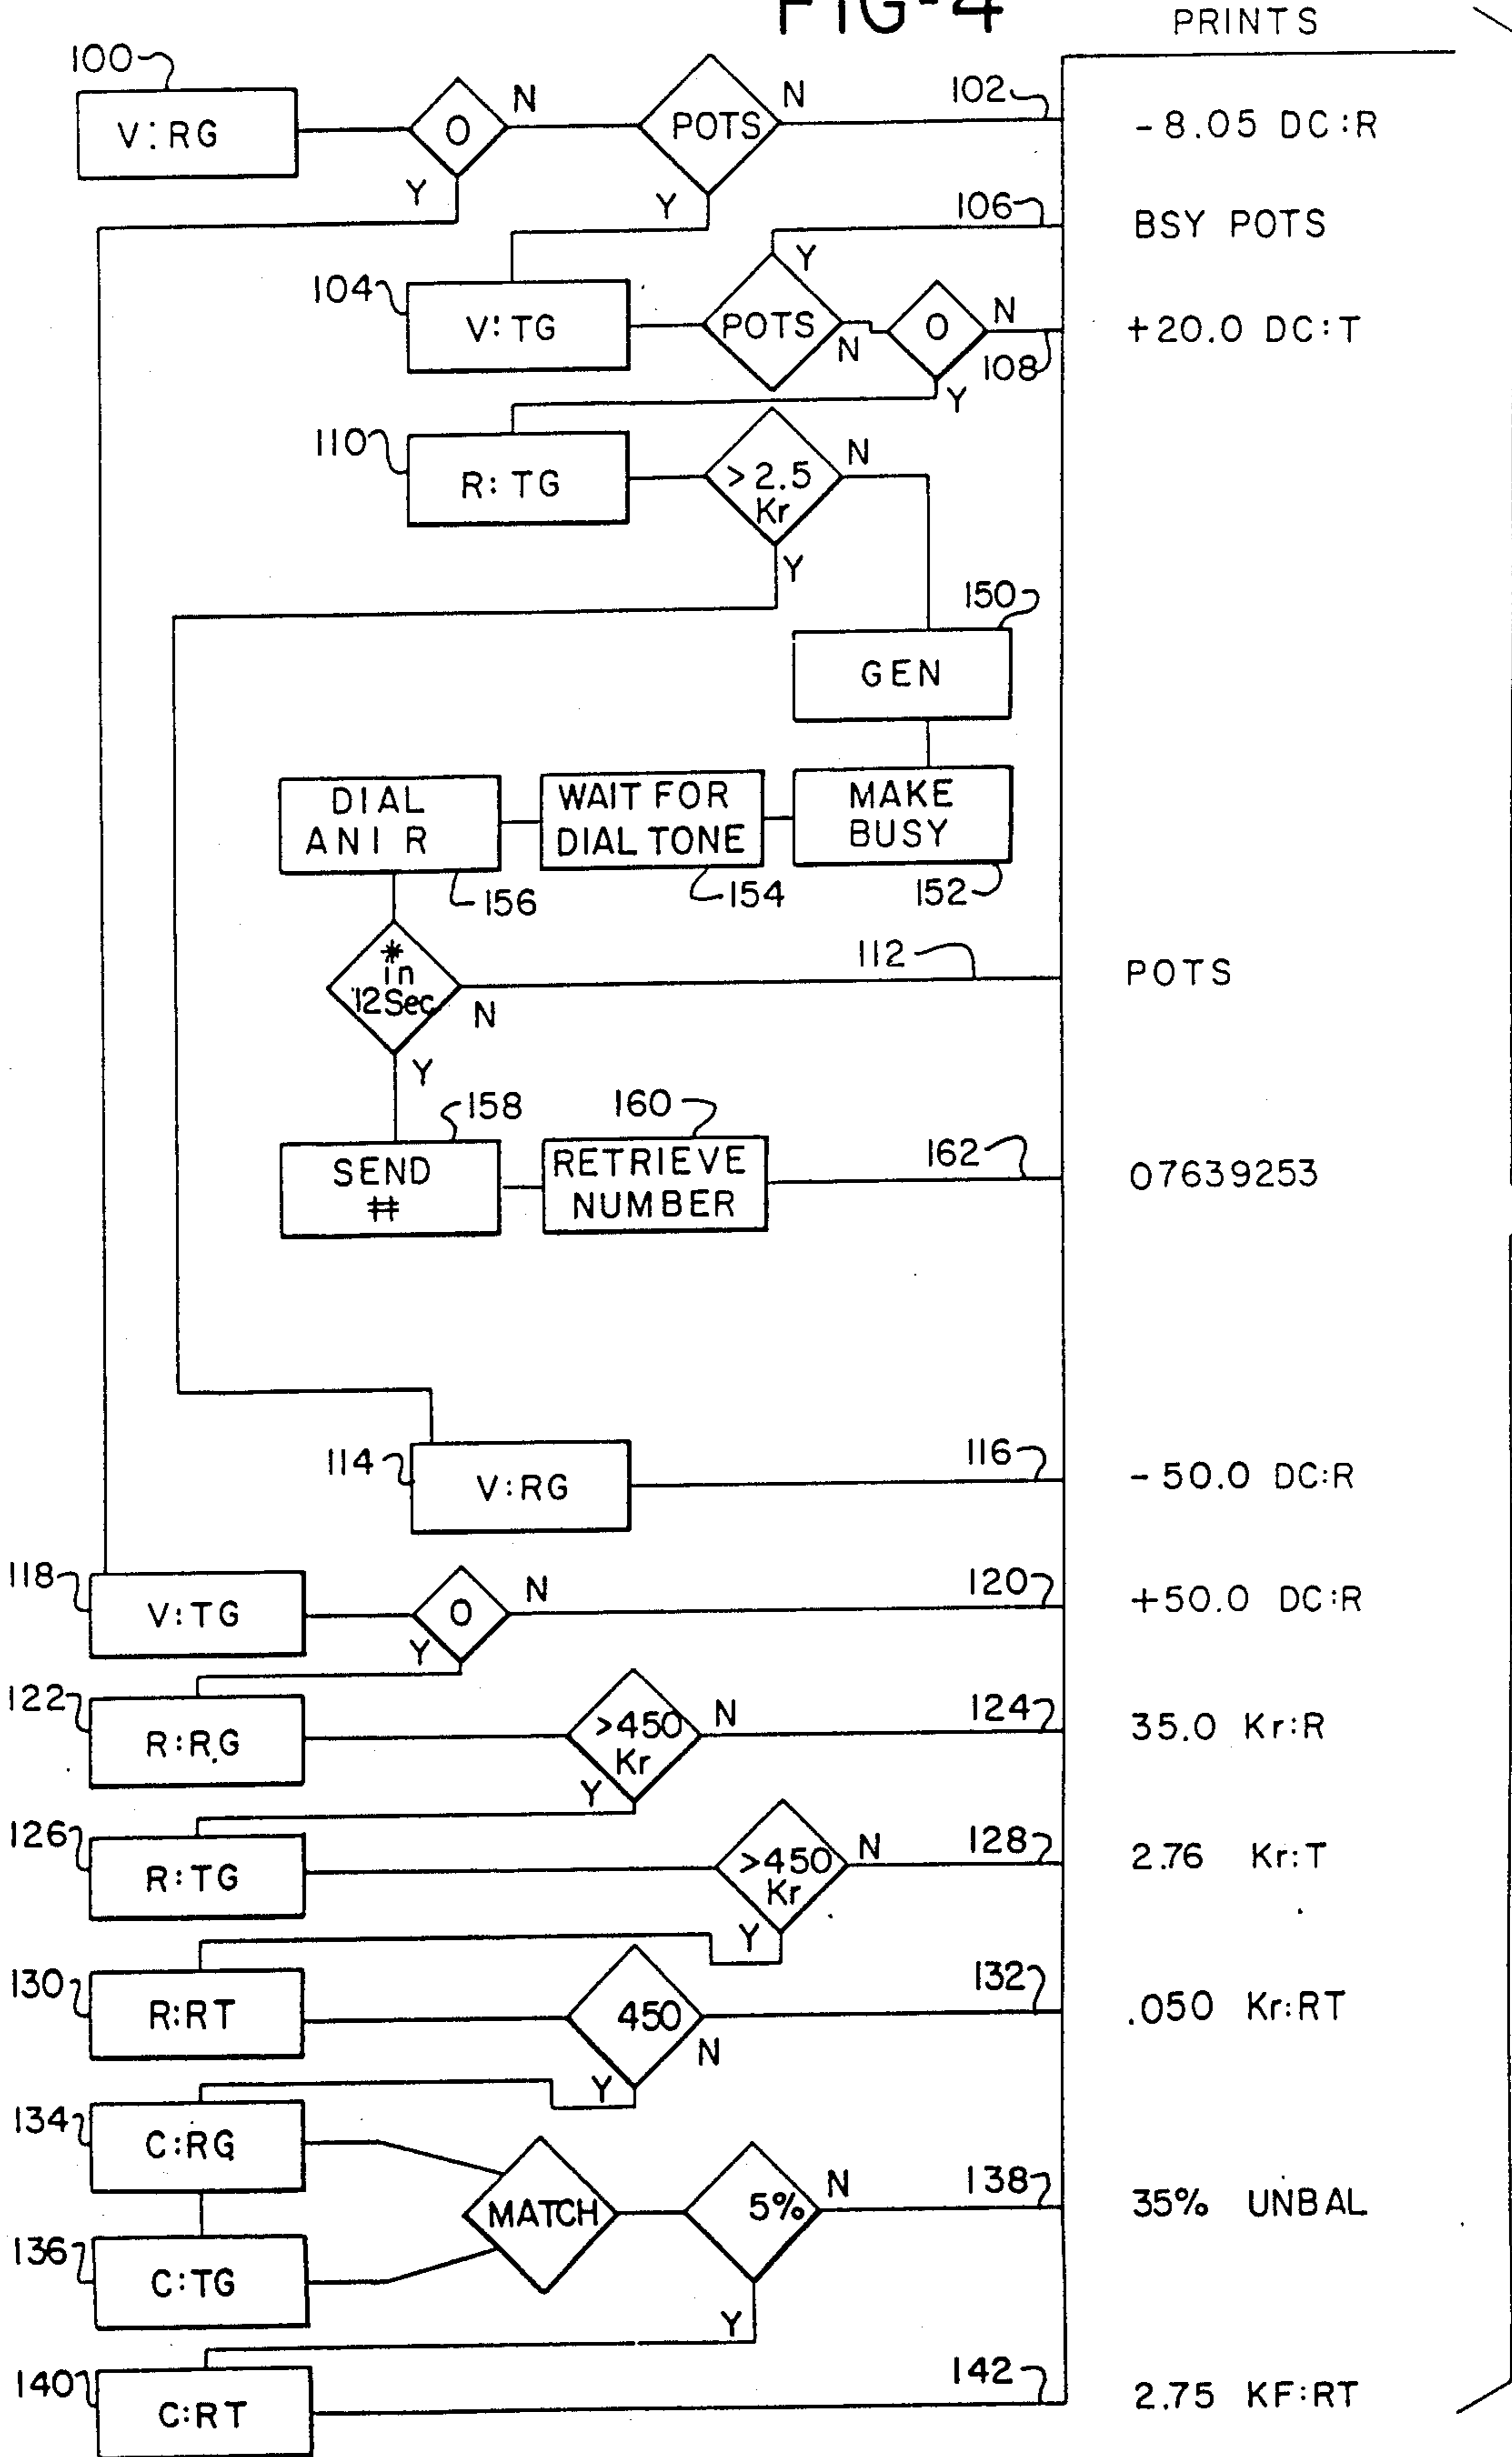 FIG-4
PRINTS
100
V:RG
O
N
Y
POTS
N
Y
102
-8.05 DC:R
106
BSY POTS
104
V:TG
POTS
Y
N
O
N
Y
108
+20.0 DC:T
110
R:TG
>2.5
Kr
N
Y
150
GEN
DIAL
ANI R
WAIT FOR
DIAL TONE
MAKE
BUSY
156
154
152
*
in
12Sec
N
Y
112
POTS
158
160
162
SEND
#
RETRIEVE
NUMBER
07639253
114
V:RG
116
-50.0 DC:R
118
V:TG
O
N
Y
120
+50.0 DC:R
122
R:RG
>450
Kr
N
Y
124
35.0 Kr:R
126
R:TG
>450
Kr
N
Y
128
2.76 Kr:T
130
R:RT
450
N
Y
132
.050 Kr:RT
134
C:RG
136
C:TG
MATCH
5%
N
Y
138
35% UNBAL
140
C:RT
142
2.75 KF:RT